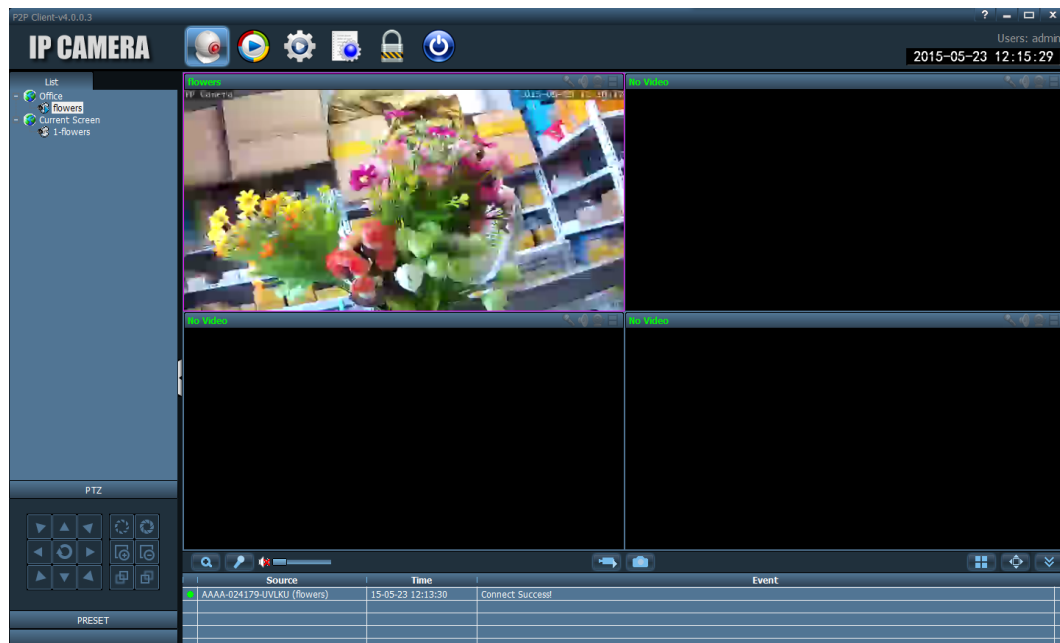 P2P Client-v4.0.0.3
?
IP CAMERA
Users: admin
2015-05-23 12:15:29
List
Office
flowers
Current Screen
1-flowers
flowers
No Video
IP Camera
No Video
No Video
PTZ
PRESET
Source Time Event
AAAA-024179-UVLKU (flowers) 15-05-23 12:13:30 Connect Success!